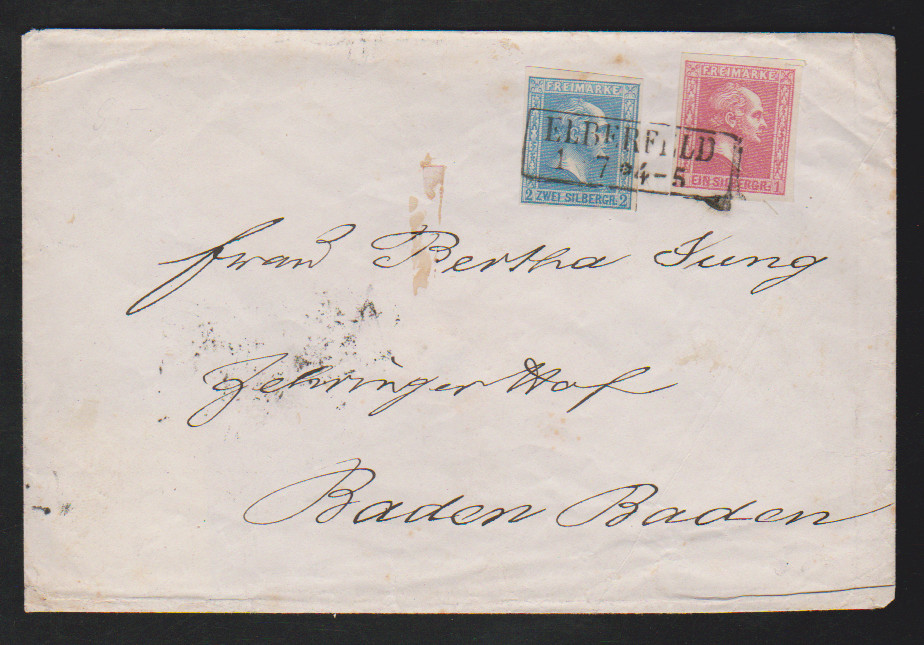 FREIMARKE
2 ZWEI SILBERGR. 2
FREIMARKE
EIN SILBERGR. 1
ELBERFELD
1 7 *4-5
Frau Bertha Jung
Zehringer Hof
Baden Baden